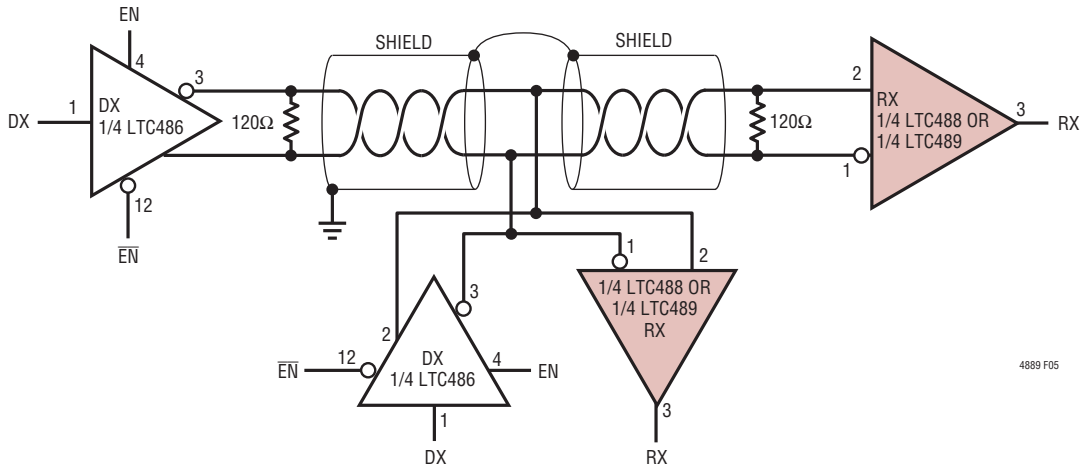 EN
4
3
1
DX
DX
1/4 LTC486
12
EN
120Ω
SHIELD
SHIELD
120Ω
2
RX
1/4 LTC488 OR
1/4 LTC489
1
3
RX
1
2
1/4 LTC488 OR
1/4 LTC489
RX
3
RX
3
2
12
EN
DX
1/4 LTC486
4
EN
1
DX
4889 F05